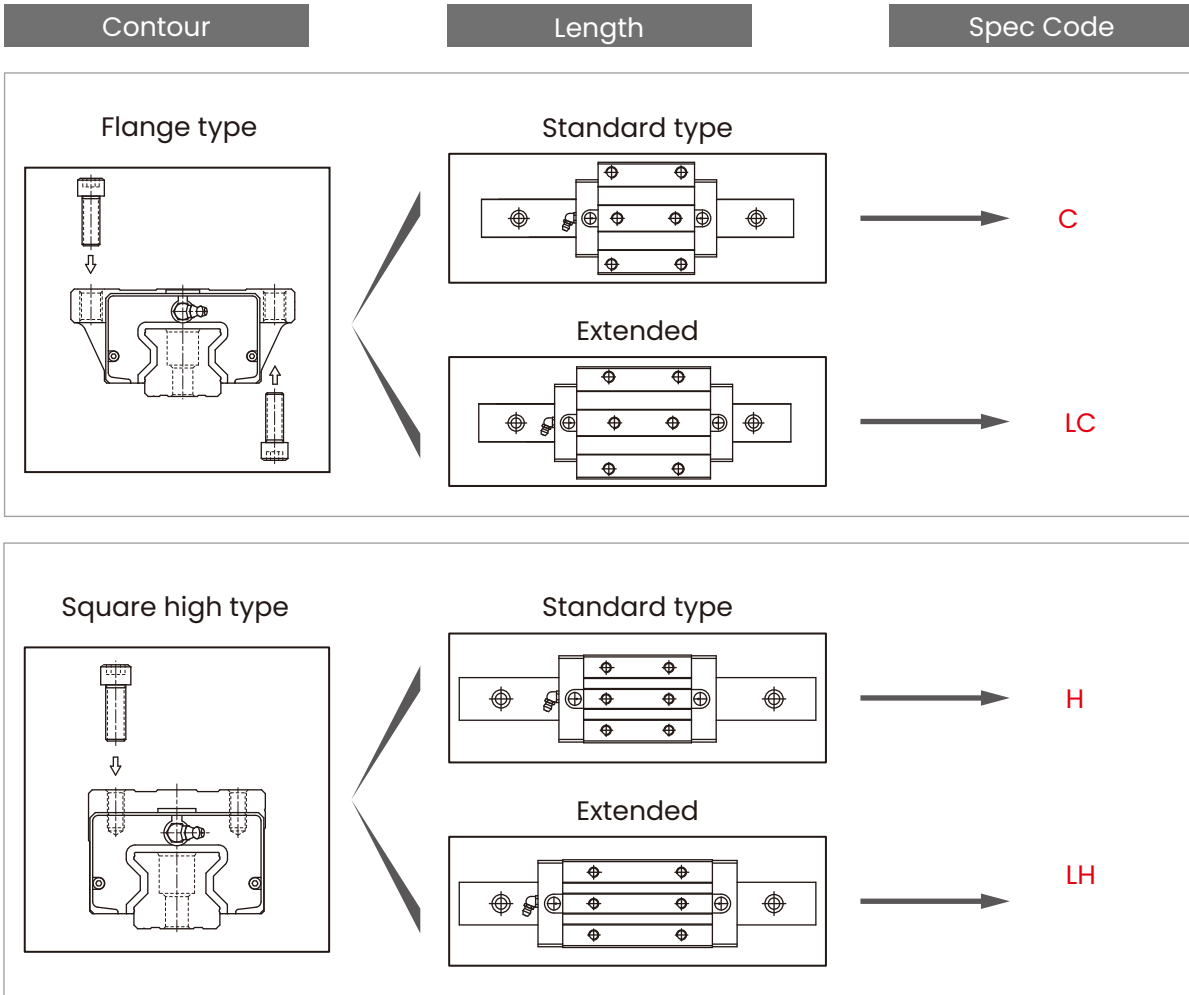 Contour
Length
Spec Code
Flange type
Standard type
C
Extended
LC
Square high type
Standard type
H
Extended
LH